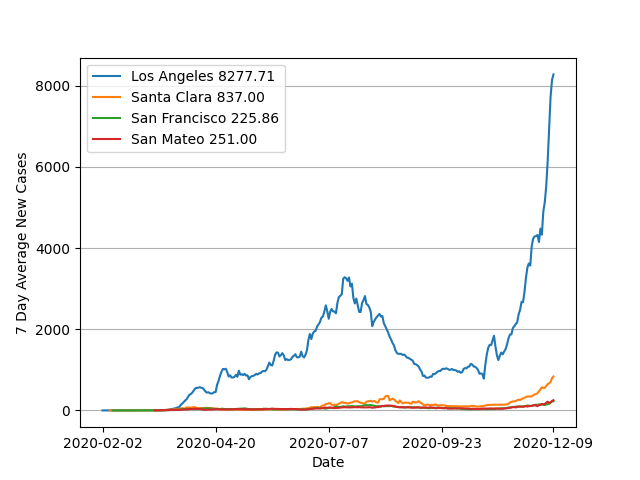 Los Angeles 8277.71
Santa Clara 837.00
San Francisco 225.86
San Mateo 251.00
8000
6000
4000
2000
0
7 Day Average New Cases
2020-02-02
2020-04-20
2020-07-07
2020-09-23
2020-12-09
Date